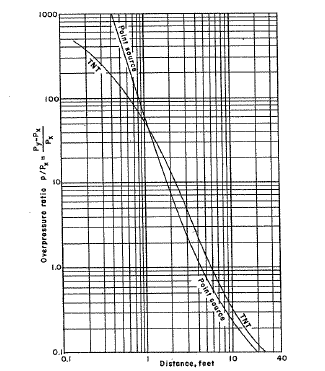 1000
100
10
1.0
0.1
Overpressure ratio p/Px = Py-Px / Px
Point source
TNT
Point source
TNT
0.1
1
10
40
Distance, feet